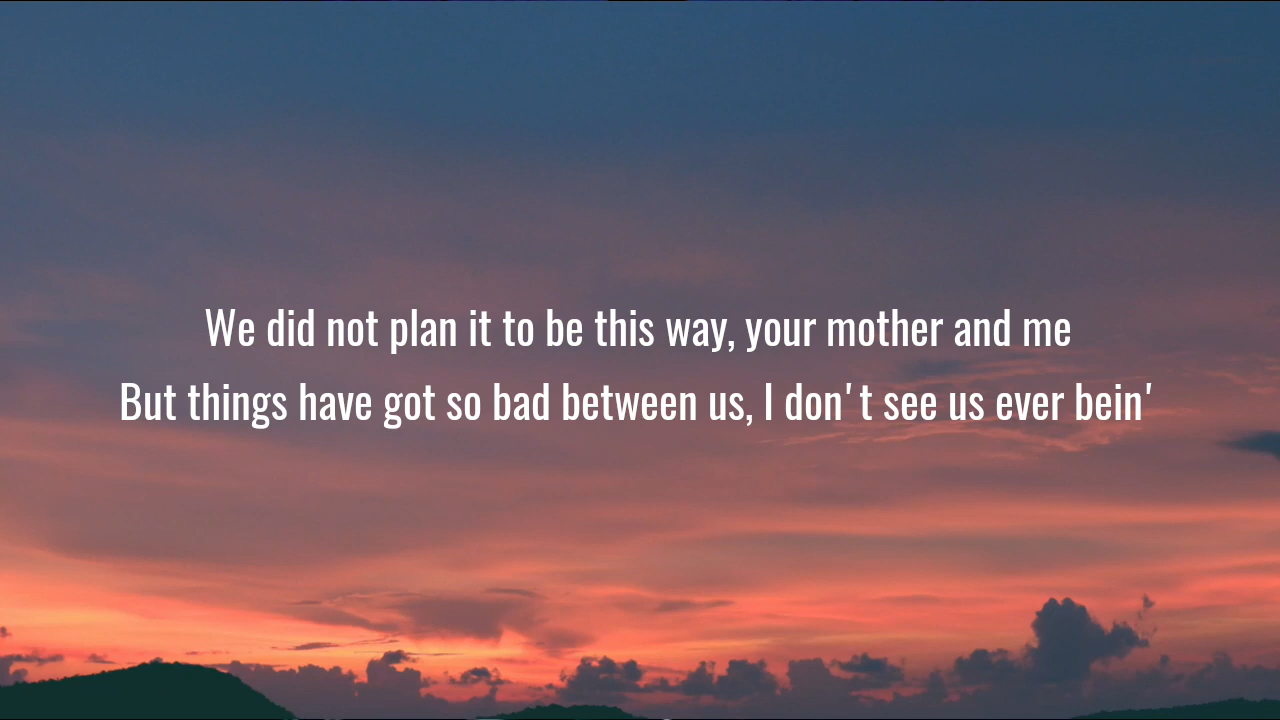 We did not plan it to be this way, your mother and me
But things have got so bad between us, I don't see us ever bein'